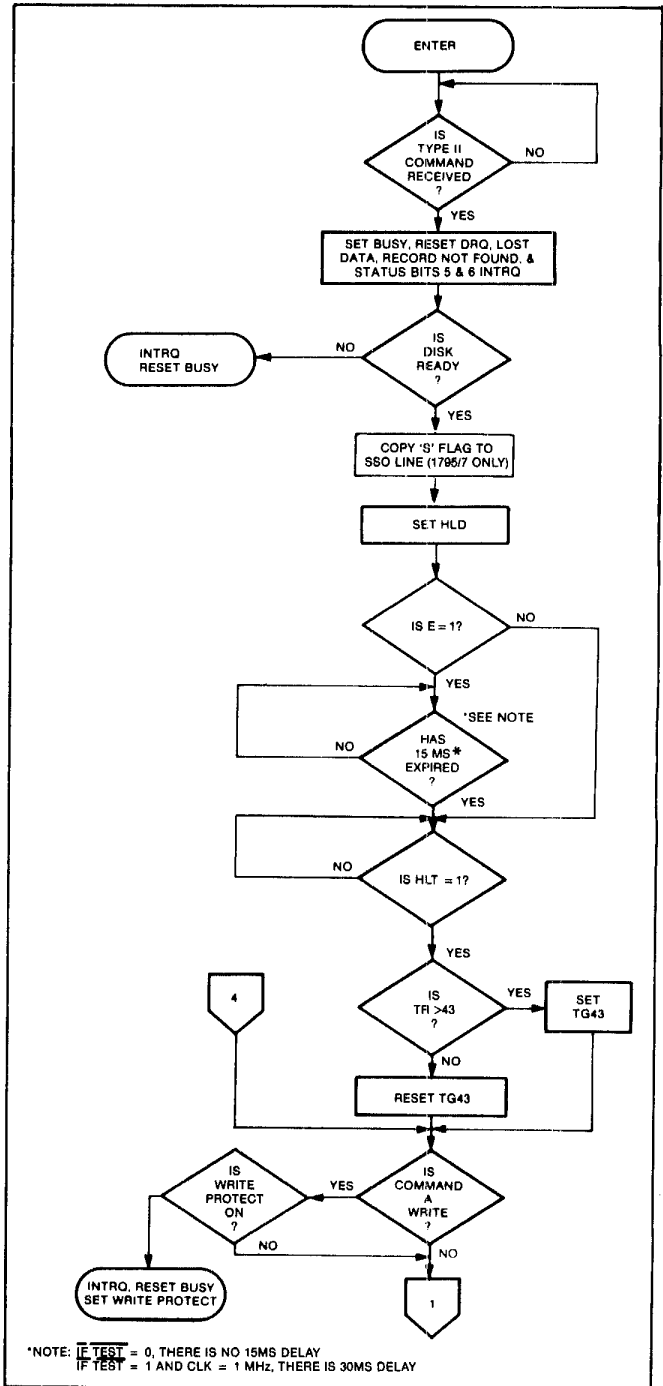 ENTER
IS
TYPE II
COMMAND
RECEIVED
?
NO
YES
SET BUSY, RESET DRQ, LOST
DATA, RECORD NOT FOUND, &
STATUS BITS 5 & 6 INTRQ
IS
DISK
READY
?
NO
INTRQ
RESET BUSY
YES
COPY 'S' FLAG TO
SSO LINE (1795/7 ONLY)
SET HLD
IS E = 1?
NO
YES
*SEE NOTE
HAS
15 MS*
EXPIRED
?
NO
YES
IS HLT = 1?
NO
YES
4
IS
TR >43
?
YES
SET
TG43
NO
RESET TG43
IS
WRITE
PROTECT
ON
?
YES
IS
COMMAND
A
WRITE
?
NO
NO
INTRQ, RESET BUSY
SET WRITE PROTECT
1
*NOTE: IF TEST = 0, THERE IS NO 15MS DELAY
IF TEST = 1 AND CLK = 1 MHz, THERE IS 30MS DELAY